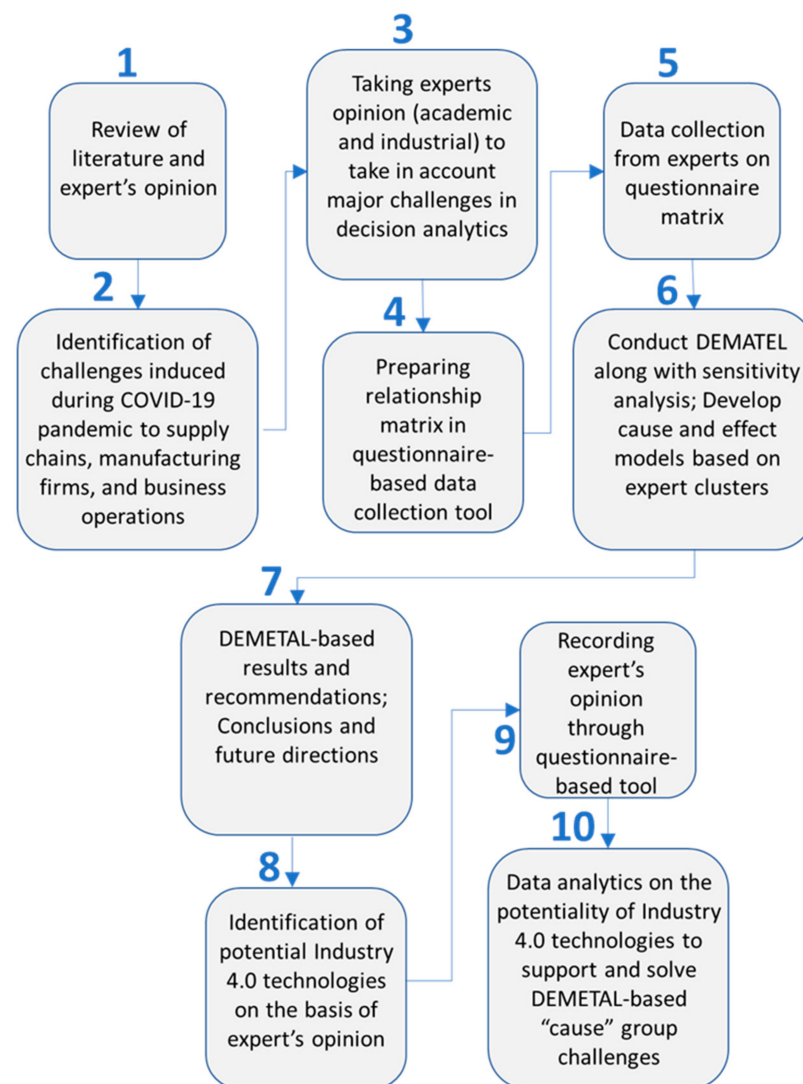 1
Review of
literature and
expert’s opinion
2
Identification of
challenges induced
during COVID-19
pandemic to supply
chains, manufacturing
firms, and business
operations
3
Taking experts
opinion (academic
and industrial) to
take in account
major challenges in
decision analytics
4
Preparing
relationship
matrix in
questionnaire-
based data
collection tool
5
Data collection
from experts on
questionnaire
matrix
6
Conduct DEMATEL
along with sensitivity
analysis; Develop
cause and effect
models based on
expert clusters
7
DEMETAL-based
results and
recommendations;
Conclusions and
future directions
8
Identification of
potential Industry
4.0 technologies
on the basis of
expert’s opinion
9
Recording
expert’s
opinion
through
questionnaire-
based tool
10
Data analytics on the
potentiality of Industry
4.0 technologies to
support and solve
DEMETAL-based
“cause” group
challenges